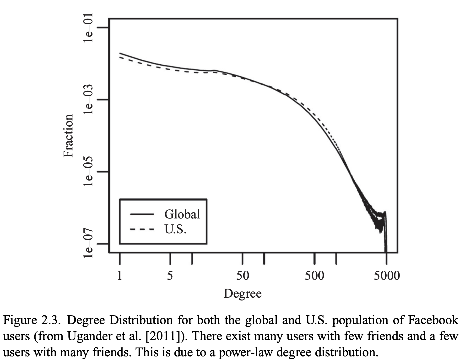 1e-01
1e-03
1e-05
1e-07
Fraction
Global
U.S.
1 5 50 500 5000
Degree
Figure 2.3. Degree Distribution for both the global and U.S. population of Facebook
users (from Ugander et al. [2011]). There exist many users with few friends and a few
users with many friends. This is due to a power-law degree distribution.